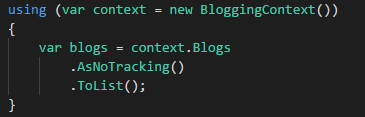 using (var context = new BloggingContext())
{
    var blogs = context.Blogs
        .AsNoTracking()
        .ToList();
}